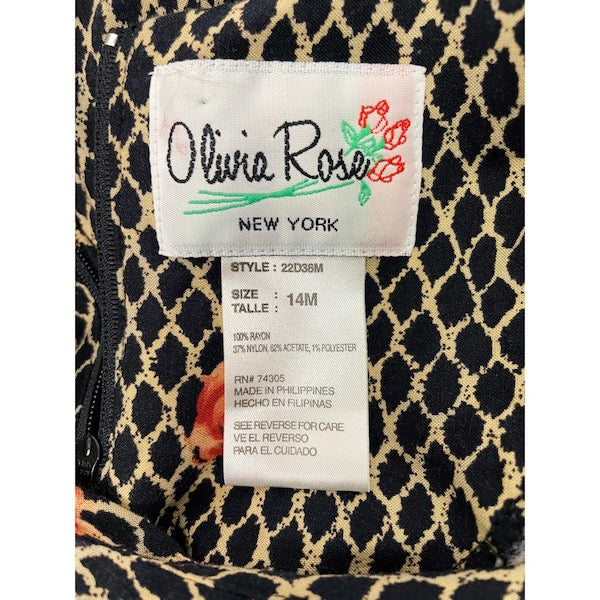 Olivia Rose
NEW YORK
STYLE : 22D36M
SIZE :
TALLE : 14M
100% RAYON
37% NYLON, 62% ACETATE, 1% POLYESTER
RN# 74305
MADE IN PHILIPPINES
HECHO EN FILIPINAS
SEE REVERSE FOR CARE
VE EL REVERSO
PARA EL CUIDADO